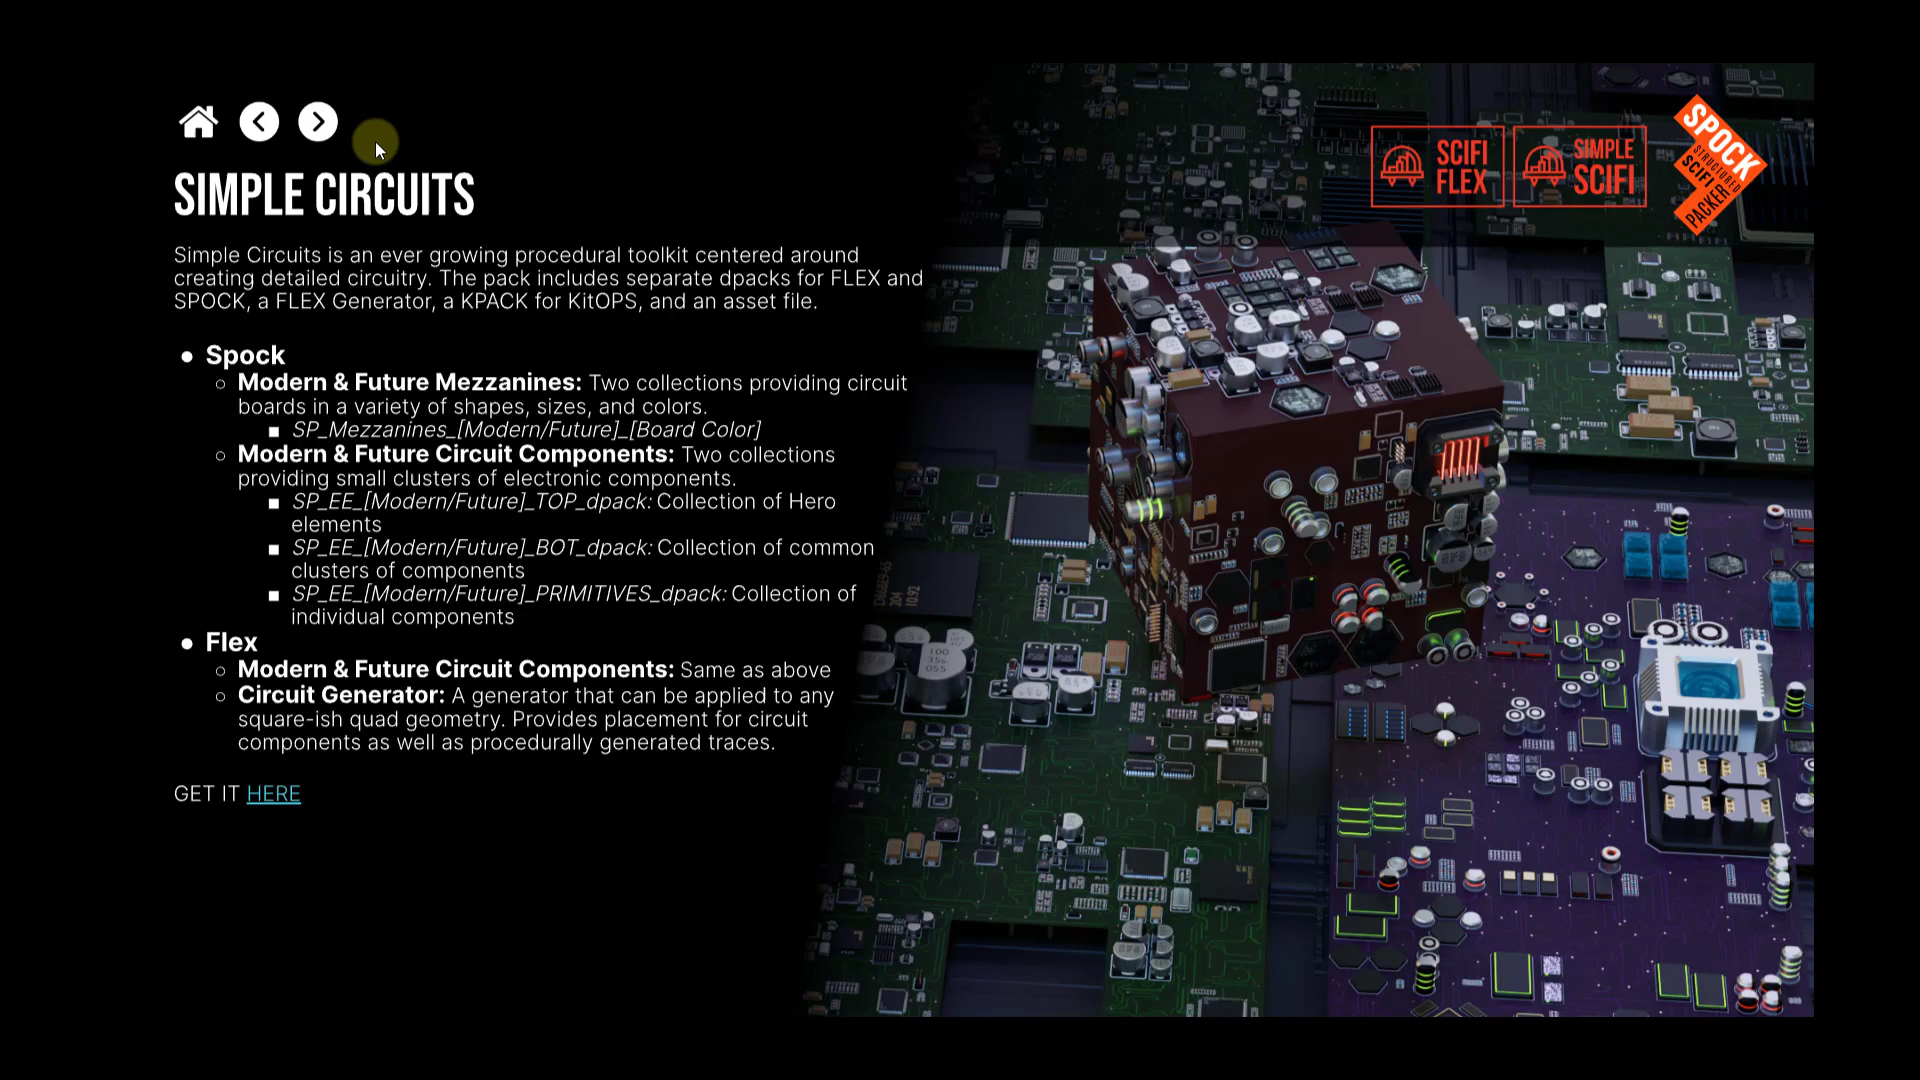 SIMPLE CIRCUITS
Simple Circuits is an ever growing procedural toolkit centered around
creating detailed circuitry. The pack includes separate dpacks for FLEX and
SPOCK, a FLEX Generator, a KPACK for KitOPS, and an asset file.
● Spock
○ Modern & Future Mezzanines: Two collections providing circuit
boards in a variety of shapes, sizes, and colors.
■ SP_Mezzanines_[Modern/Future]_[Board Color]
○ Modern & Future Circuit Components: Two collections
providing small clusters of electronic components.
■ SP_EE_[Modern/Future]_TOP_dpack: Collection of Hero
elements
■ SP_EE_[Modern/Future]_BOT_dpack: Collection of common
clusters of components
■ SP_EE_[Modern/Future]_PRIMITIVES_dpack: Collection of
individual components
● Flex
○ Modern & Future Circuit Components: Same as above
○ Circuit Generator: A generator that can be applied to any
square-ish quad geometry. Provides placement for circuit
components as well as procedurally generated traces.
GET IT HERE
SCIFI
FLEX
SIMPLE
SCIFI
SPOCK
STRUCTURED
SCIFI
PACKER
100
35s.
055